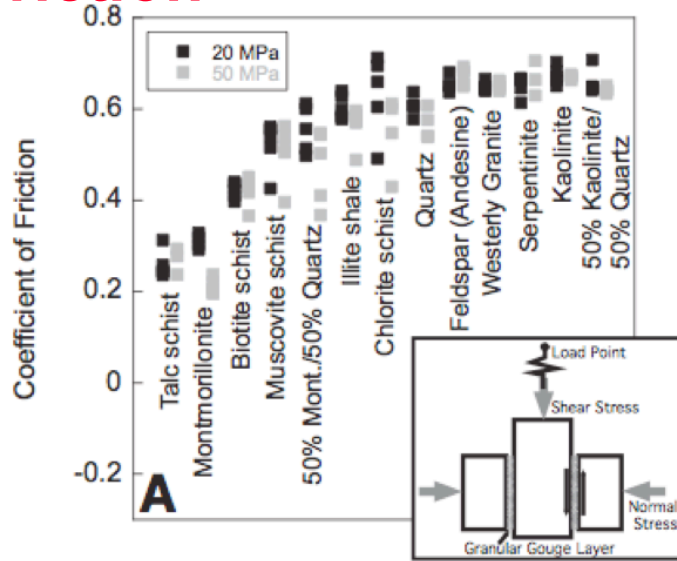 0.8
0.6
0.4
0.2
0
-0.2
Coefficient of Friction
20 MPa
50 MPa
Talc schist
Montmorillonite
Biotite schist
Muscovite schist
50% Mont./50% Quartz
Illite shale
Chlorite schist
Quartz
Feldspar (Andesine)
Westerly Granite
Serpentinite
Kaolinite
50% Kaolinite/
50% Quartz
A
Load Point
Shear Stress
Normal
Stress
Granular Gouge Layer